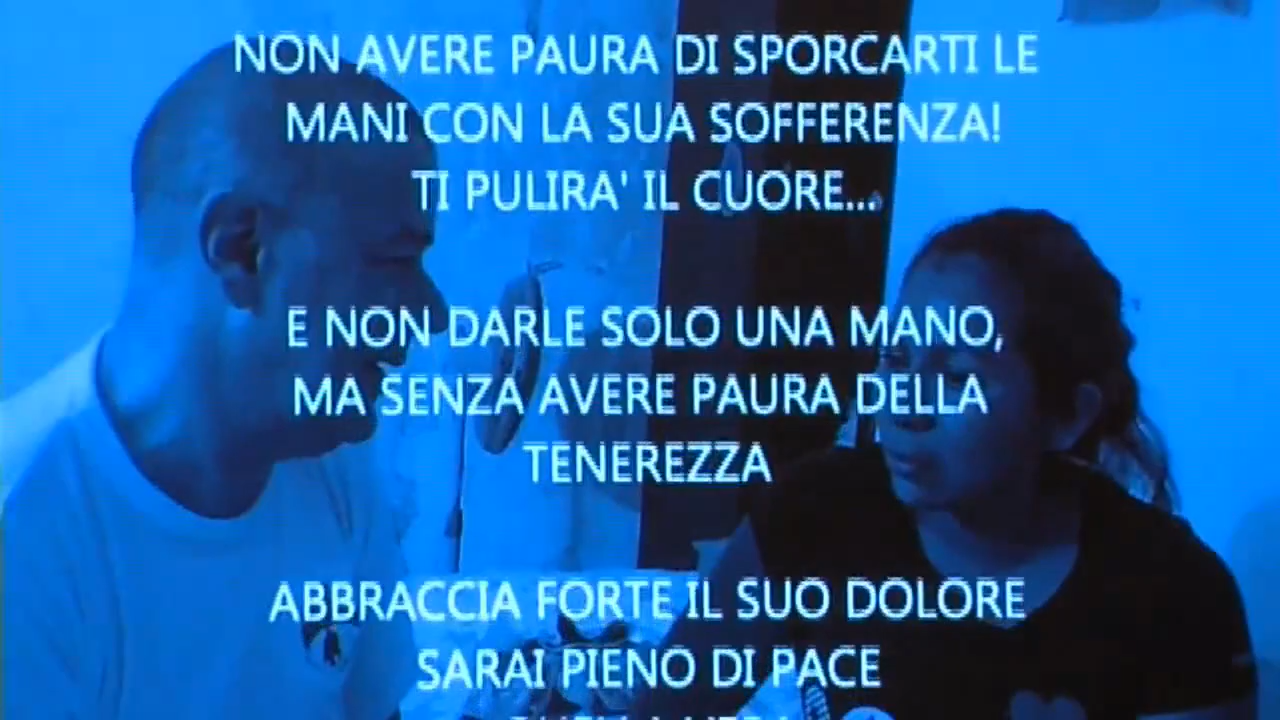 NON AVERE PAURA DI SPORCARTI LE
MANI CON LA SUA SOFFERENZA!
TI PULIRA' IL CUORE...
E NON DARLE SOLO UNA MANO,
MA SENZA AVERE PAURA DELLA
TENEREZZA
ABBRACCIA FORTE IL SUO DOLORE
SARAI PIENO DI PACE